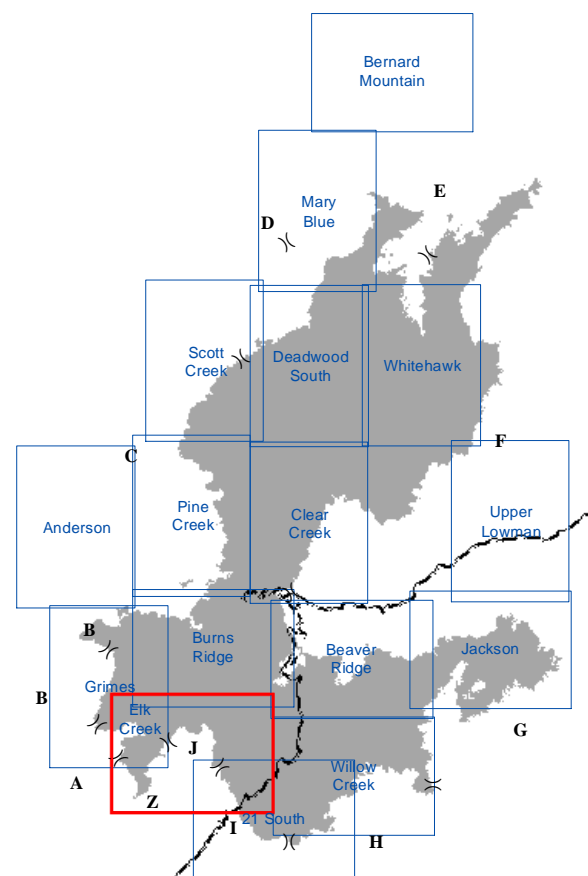 Bernard
Mountain
E
Mary
Blue
D
Scott
Creek
Deadwood
South
Whitehawk
F
C
Pine
Creek
Clear
Creek
Upper
Lowman
Anderson
B
Burns
Ridge
Beaver
Ridge
Jackson
B
Grimes
Elk
Creek
G
J
Willow
Creek
A
Z
I
21 South
H